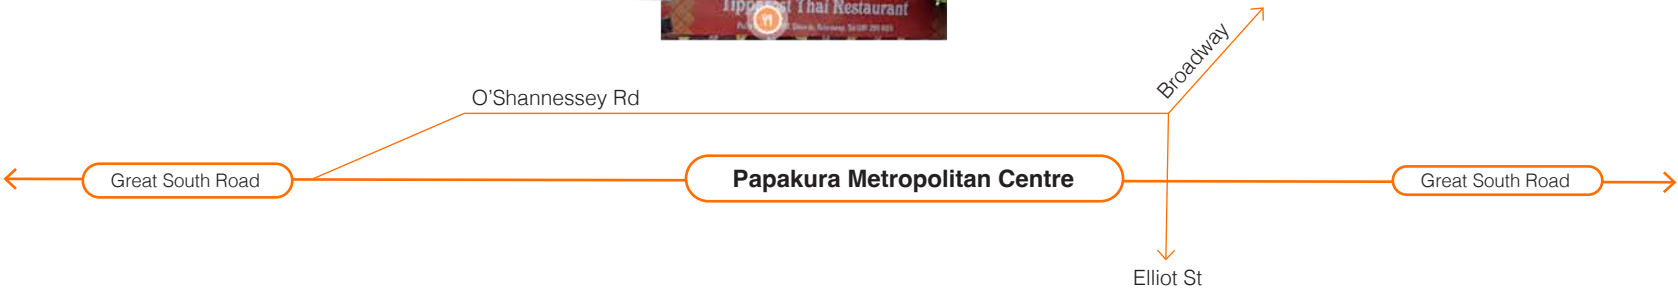 Thai Restaurant
Broadway
O'Shannessey Rd
Great South Road
Papakura Metropolitan Centre
Great South Road
Elliot St